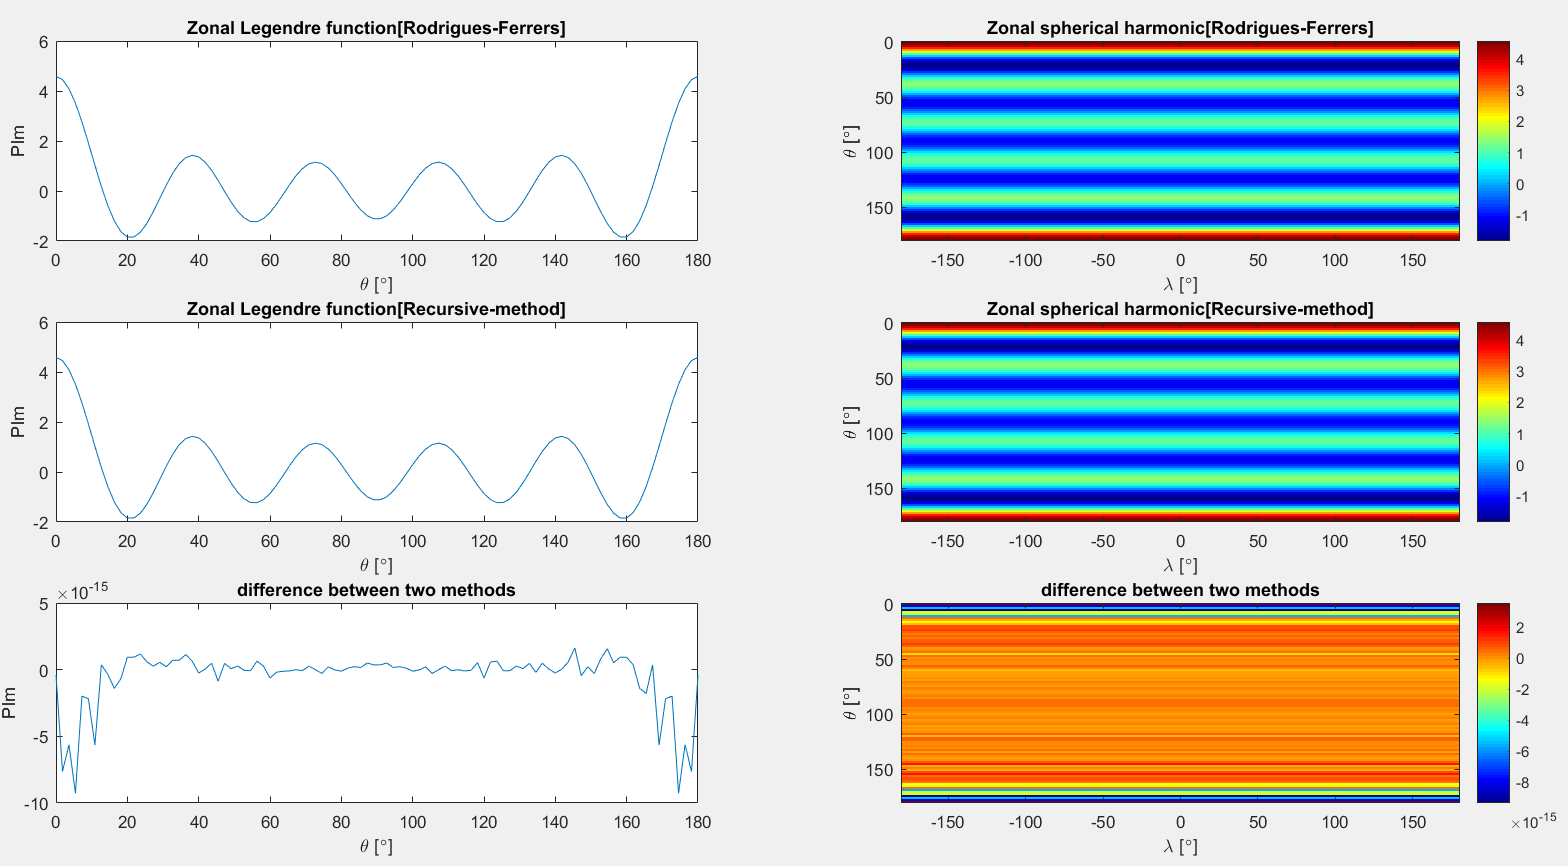 Zonal Legendre function[Rodrigues-Ferrers]
6
4
2
0
-2
Plm
0 20 40 60 80 100 120 140 160 180
θ [°]
Zonal spherical harmonic[Rodrigues-Ferrers]
0
50
100
150
θ [°]
-150 -100 -50 0 50 100 150
λ [°]
4
3
2
1
0
-1
Zonal Legendre function[Recursive-method]
6
4
2
0
-2
Plm
0 20 40 60 80 100 120 140 160 180
θ [°]
Zonal spherical harmonic[Recursive-method]
0
50
100
150
θ [°]
-150 -100 -50 0 50 100 150
λ [°]
4
3
2
1
0
-1
difference between two methods
×10-15
5
0
-5
-10
Plm
0 20 40 60 80 100 120 140 160 180
θ [°]
difference between two methods
0
50
100
150
θ [°]
-150 -100 -50 0 50 100 150
λ [°]
2
0
-2
-4
-6
-8
×10-15